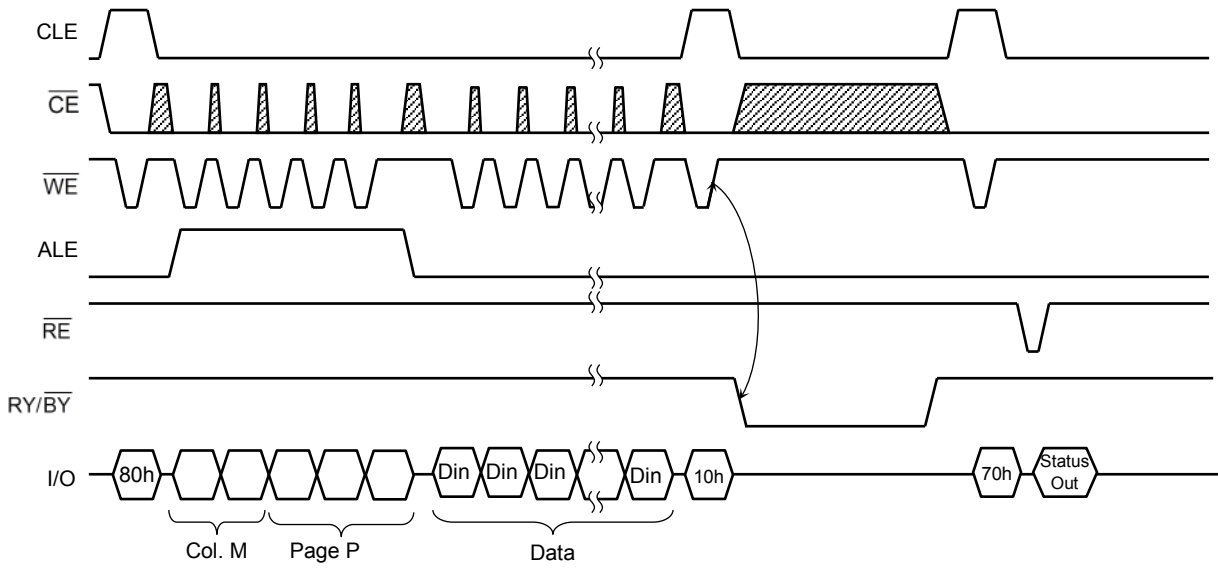 CLE
CE
WE
ALE
RE
RY/BY
I/O
80h
Din
Din
Din
Din
10h
70h
Status
Out
Col. M
Page P
Data